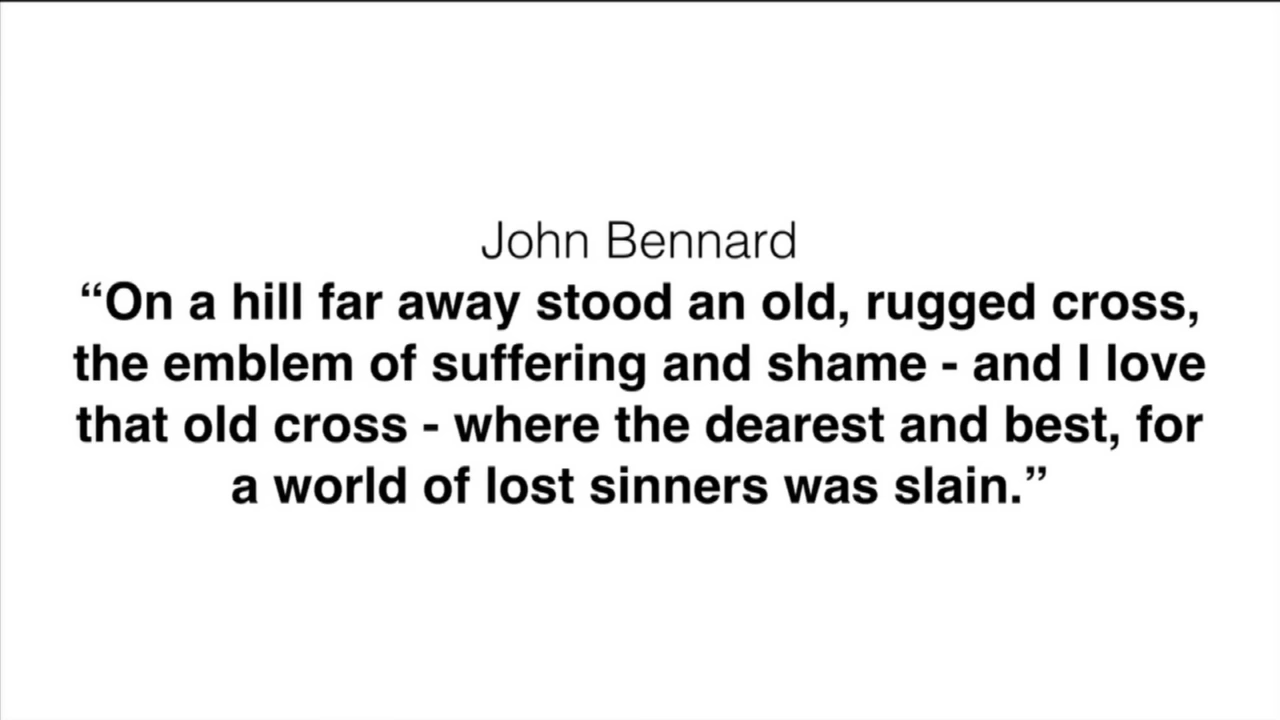 John Bennard
“On a hill far away stood an old, rugged cross,
the emblem of suffering and shame - and I love
that old cross - where the dearest and best, for
a world of lost sinners was slain.”